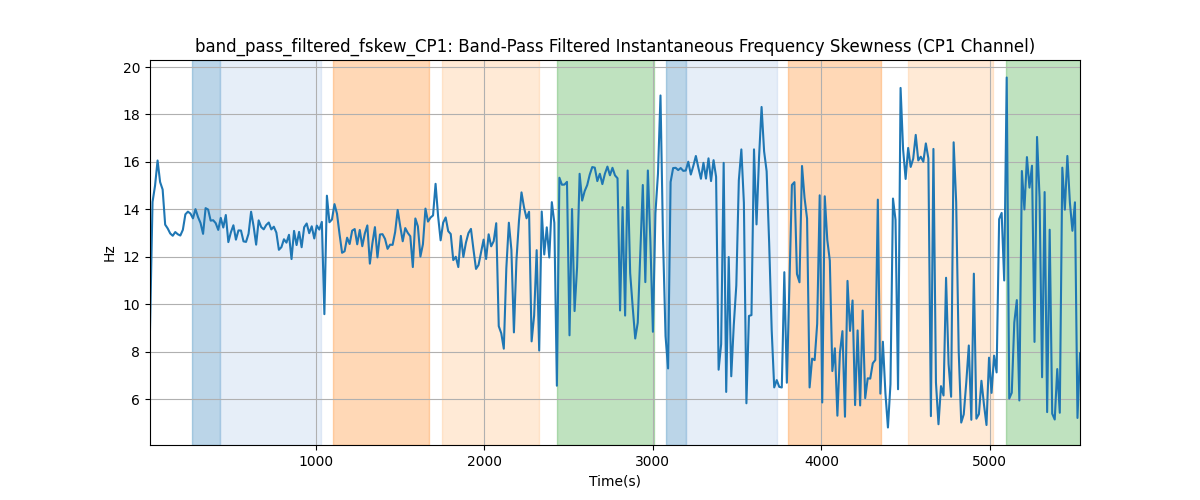 band_pass_filtered_fskew_CP1: Band-Pass Filtered Instantaneous Frequency Skewness (CP1 Channel)
20
18
16
14
12
10
8
6
Hz
1000 2000 3000 4000 5000
Time(s)